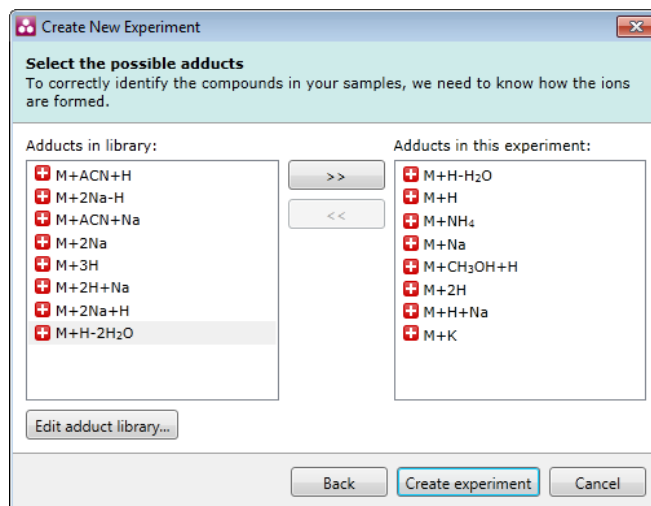 Create New Experiment
Select the possible adducts
To correctly identify the compounds in your samples, we need to know how the ions
are formed.
Adducts in library:
M+ACN+H
M+2Na-H
M+ACN+Na
M+2Na
M+3H
M+2H+Na
M+2Na+H
M+H-2H₂O
>>
<<
Adducts in this experiment:
M+H-H₂O
M+H
M+NH₄
M+Na
M+CH₃OH+H
M+2H
M+H+Na
M+K
Edit adduct library...
Back
Create experiment
Cancel